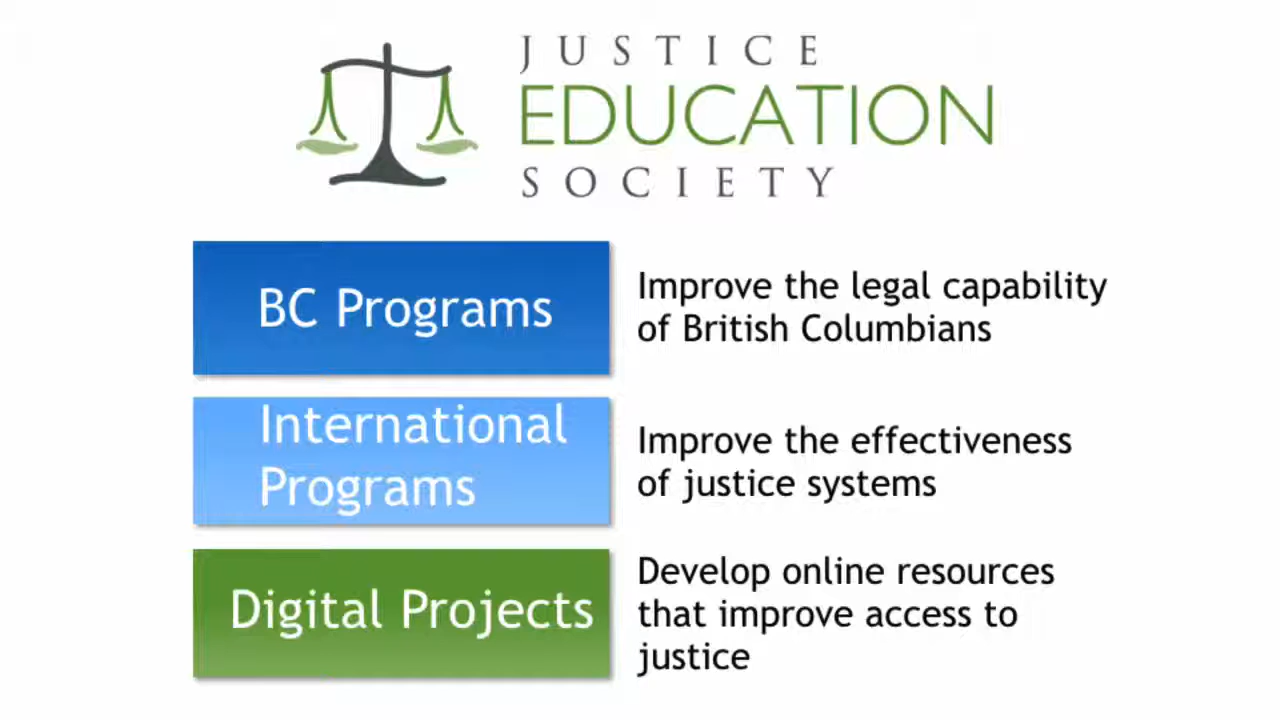 JUSTICE
EDUCATION
SOCIETY
BC Programs
Improve the legal capability
of British Columbians
International
Programs
Improve the effectiveness
of justice systems
Digital Projects
Develop online resources
that improve access to
justice